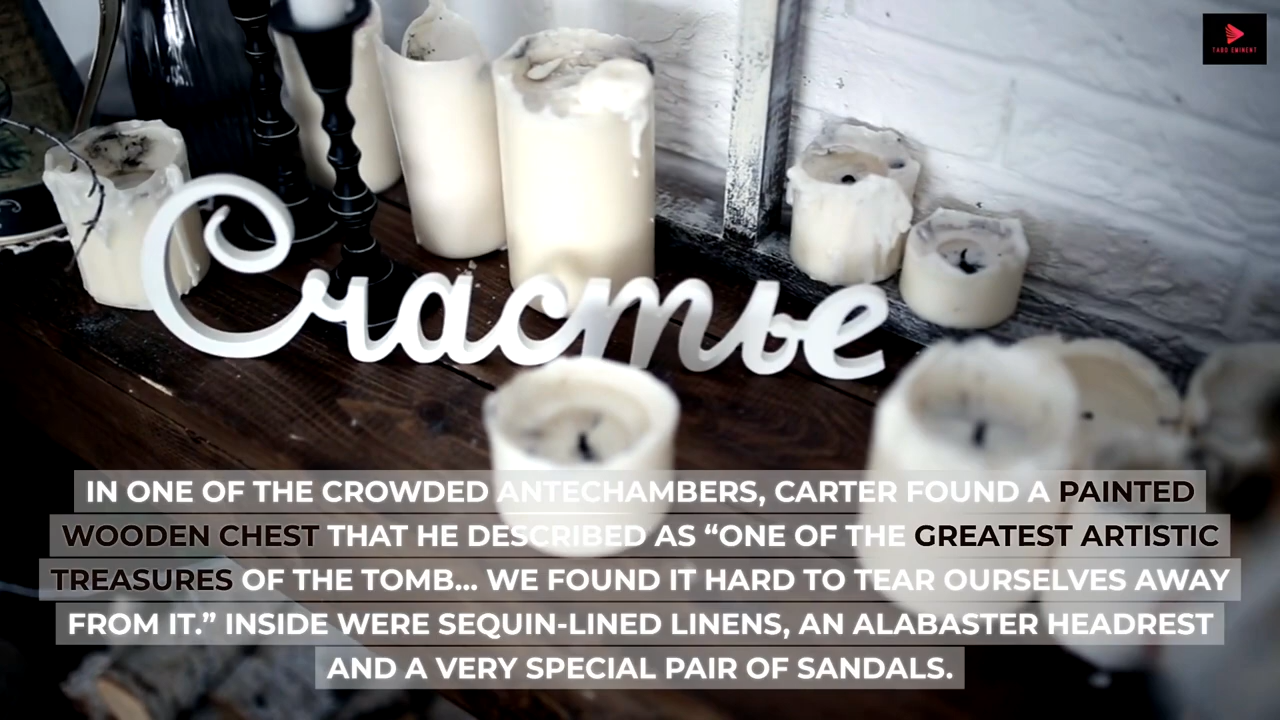 TARO EMINENT
Счастье
IN ONE OF THE CROWDED ANTECHAMBERS, CARTER FOUND A PAINTED
WOODEN CHEST THAT HE DESCRIBED AS “ONE OF THE GREATEST ARTISTIC
TREASURES OF THE TOMB... WE FOUND IT HARD TO TEAR OURSELVES AWAY
FROM IT.” INSIDE WERE SEQUIN-LINED LINENS, AN ALABASTER HEADREST
AND A VERY SPECIAL PAIR OF SANDALS.